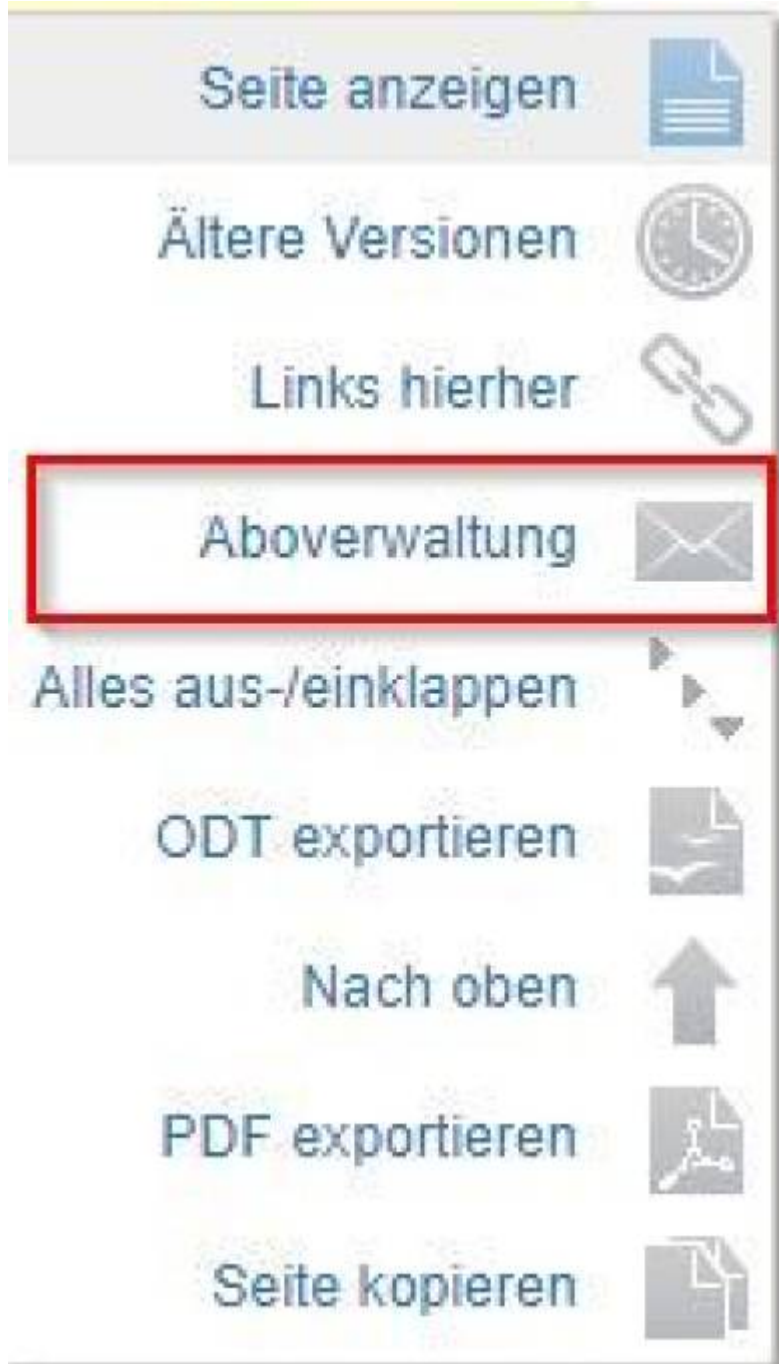 Seite anzeigen
Ältere Versionen
Links hierher
Aboverwaltung
Alles aus-/einklappen
ODT exportieren
Nach oben
PDF exportieren
Seite kopieren